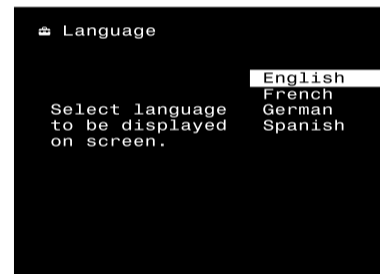 Language
English
French
Select language German
to be displayed Spanish
on screen.